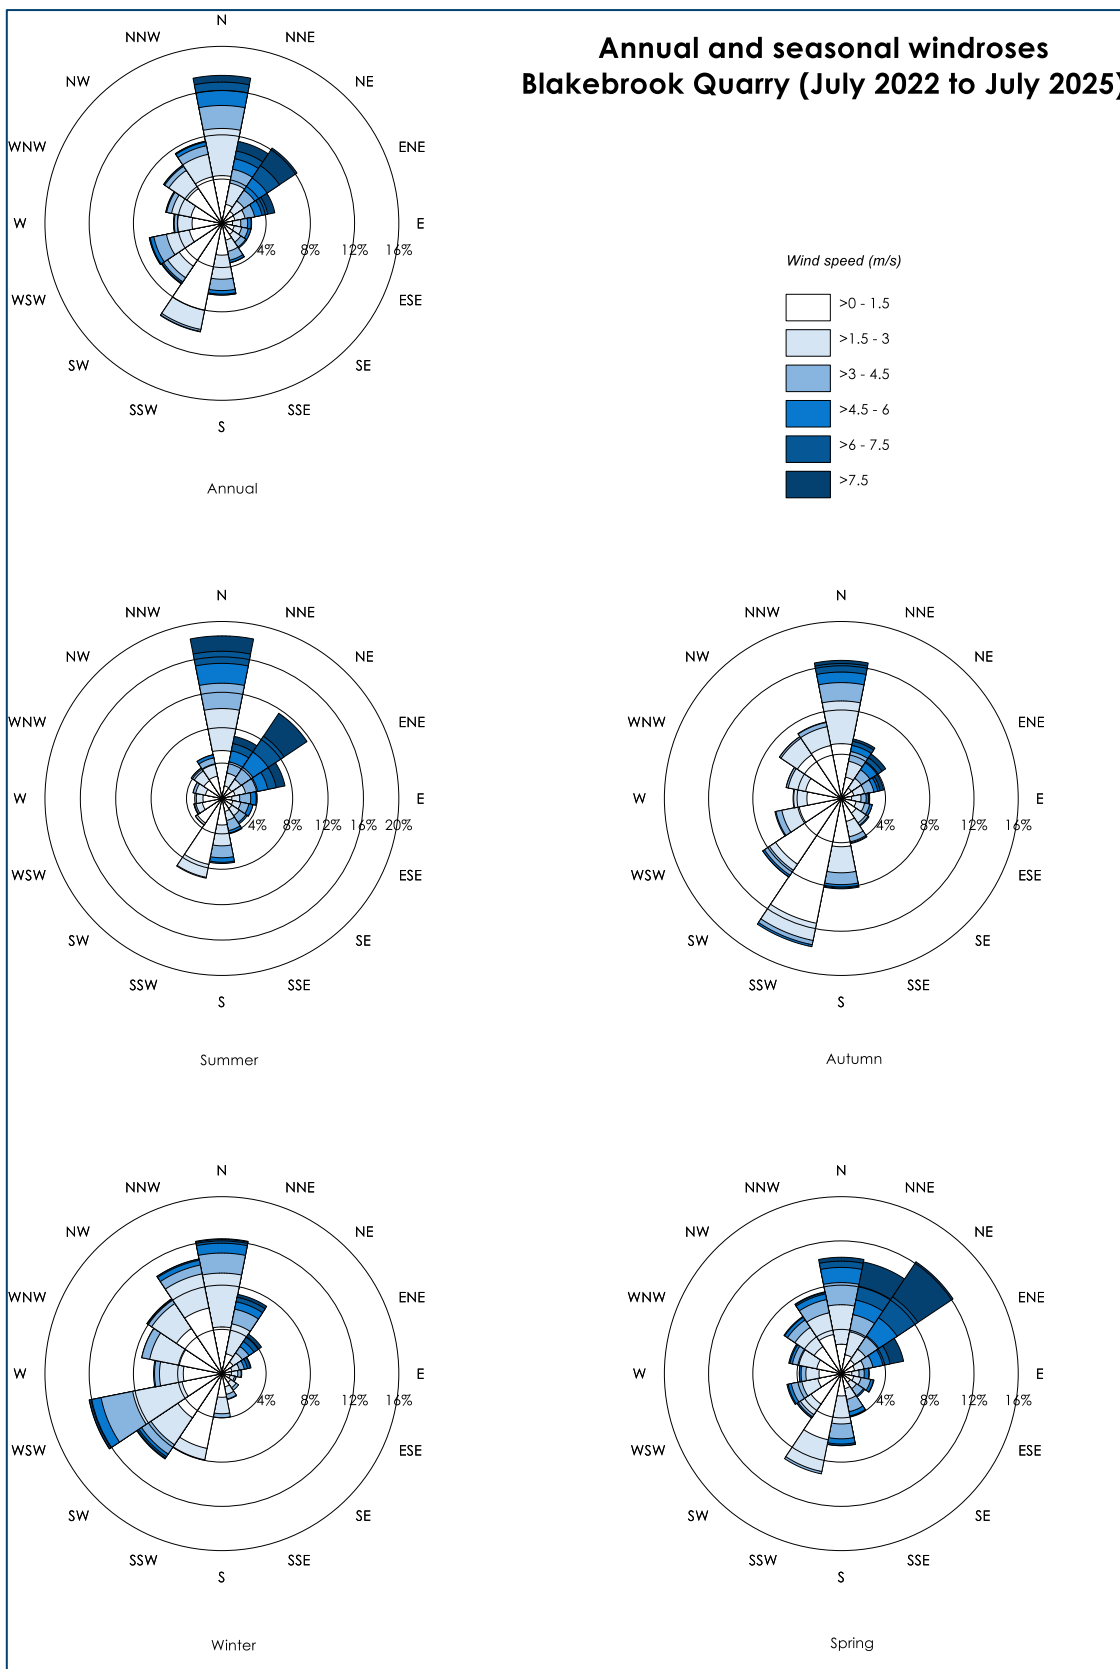 Annual and seasonal windroses
Blakebrook Quarry (July 2022 to July 2025)
N
NNW
NNE
NW
NE
WNW
ENE
W
E
4%
8%
12%
16%
WSW
ESE
SW
SE
SSW
SSE
S
Annual
Wind speed (m/s)
>0 - 1.5
>1.5 - 3
>3 - 4.5
>4.5 - 6
>6 - 7.5
>7.5
N
NNW
NNE
NW
NE
WNW
ENE
W
E
4%
8%
12%
16%
20%
WSW
ESE
SW
SE
SSW
SSE
S
Summer
N
NNW
NNE
NW
NE
WNW
ENE
W
E
4%
8%
12%
16%
WSW
ESE
SW
SE
SSW
SSE
S
Autumn
N
NNW
NNE
NW
NE
WNW
ENE
W
E
4%
8%
12%
16%
WSW
ESE
SW
SE
SSW
SSE
S
Winter
N
NNW
NNE
NW
NE
WNW
ENE
W
E
4%
8%
12%
16%
WSW
ESE
SW
SE
SSW
SSE
S
Spring